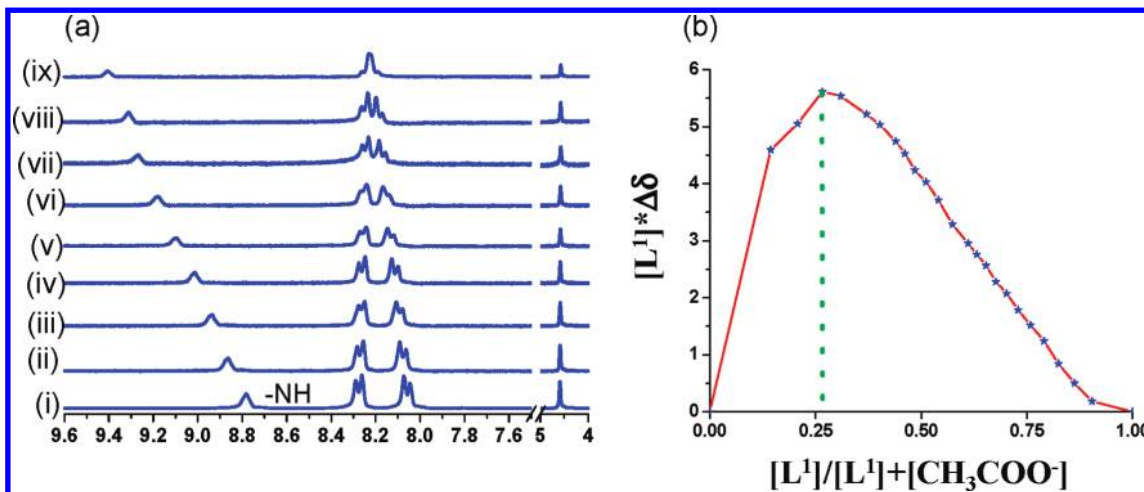 (a)
(ix)
(viii)
(vii)
(vi)
(v)
(iv)
(iii)
(ii)
(i)
-NH
9.6 9.4 9.2 9.0 8.8 8.6 8.4 8.2 8.0 7.8 7.6 5 4
(b)
[L¹]*Δδ
6
5
4
3
2
1
0
0.00 0.25 0.50 0.75 1.00
[L¹]/[L¹]+[CH₃COO⁻]